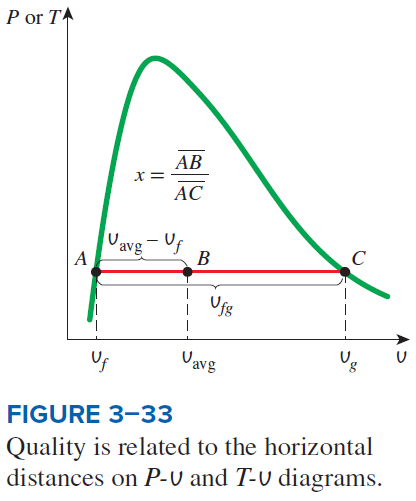 P or T
x = AB / AC
υavg – υf
A
B
C
υfg
υf
υavg
υg
υ
FIGURE 3–33
Quality is related to the horizontal
distances on P-υ and T-υ diagrams.